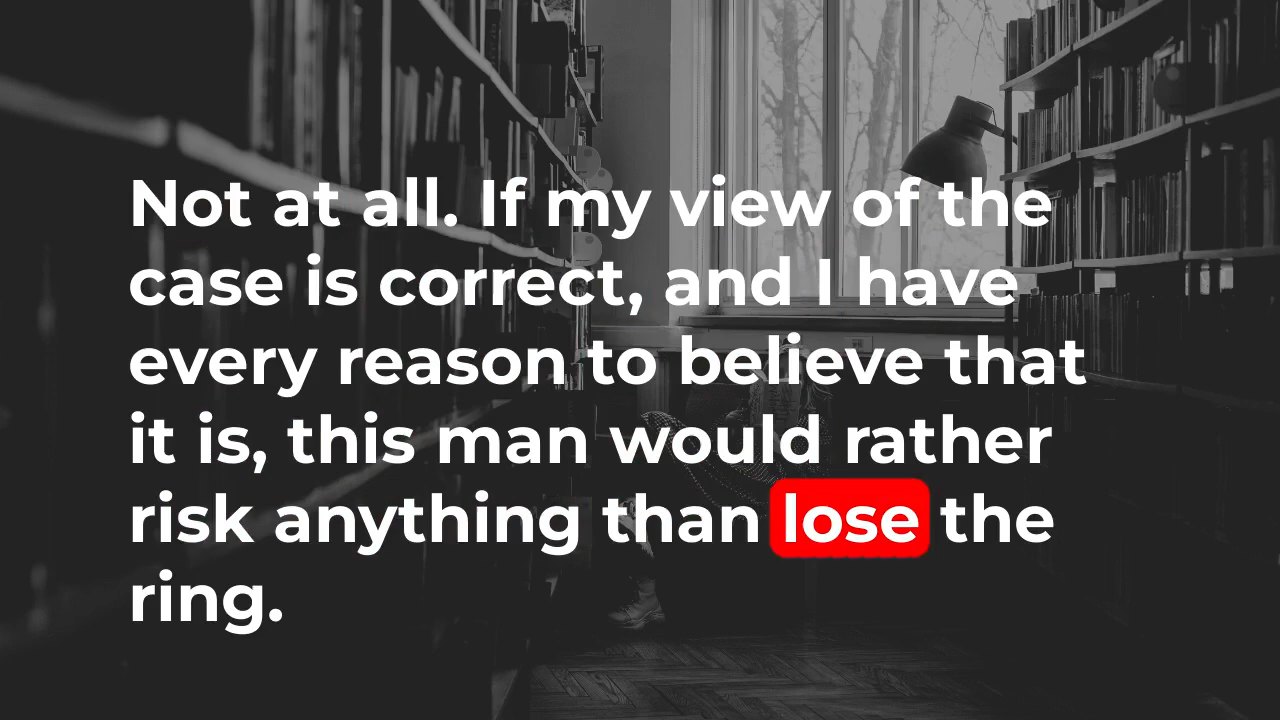 Not at all. If my view of the
case is correct, and I have
every reason to believe that
it is, this man would rather
risk anything than lose the
ring.